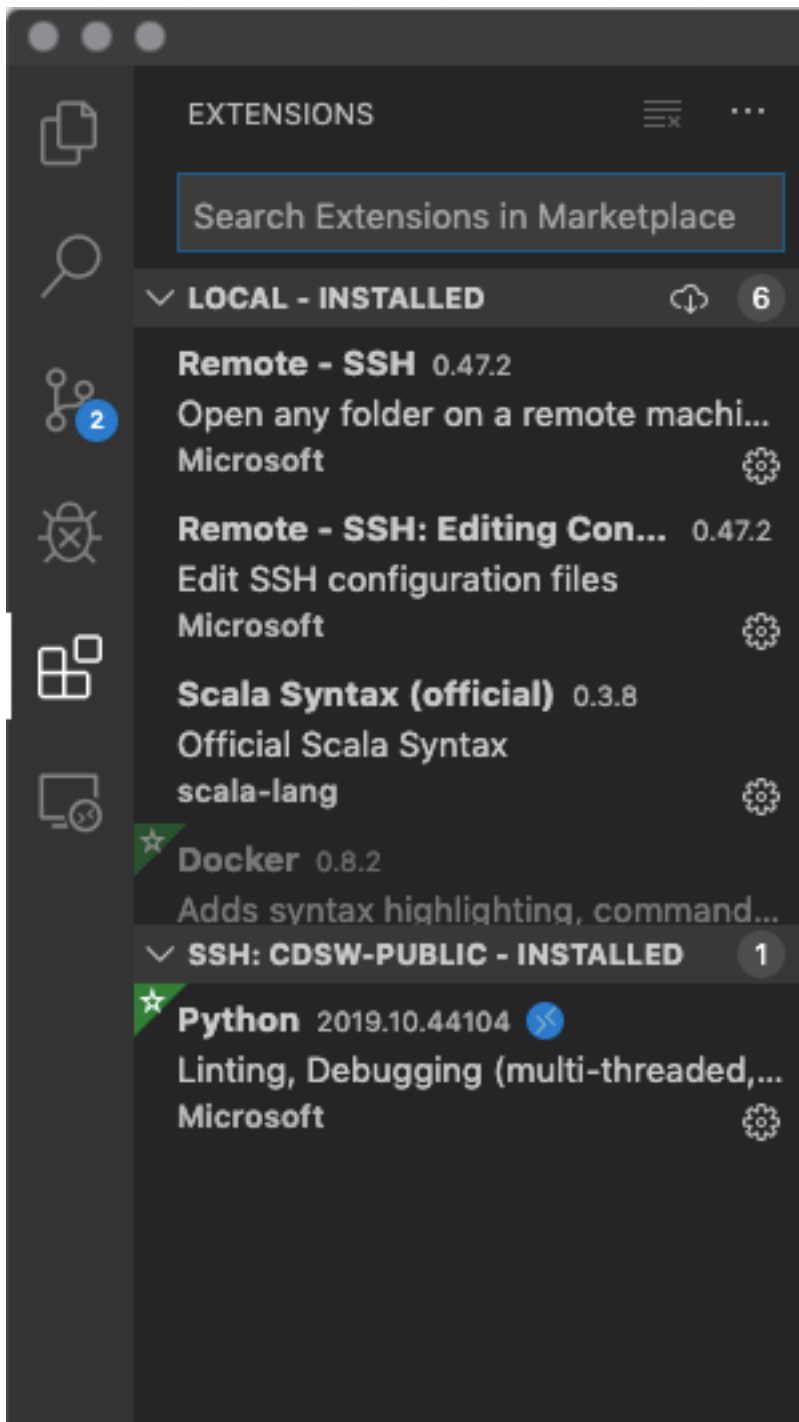 EXTENSIONS
Search Extensions in Marketplace
LOCAL - INSTALLED 6
Remote - SSH 0.47.2
Open any folder on a remote machi...
Microsoft
2
Remote - SSH: Editing Con... 0.47.2
Edit SSH configuration files
Microsoft
Scala Syntax (official) 0.3.8
Official Scala Syntax
scala-lang
Docker 0.8.2
Adds syntax highlighting, command...
SSH: CDSW-PUBLIC - INSTALLED 1
Python 2019.10.44104
Linting, Debugging (multi-threaded,...
Microsoft